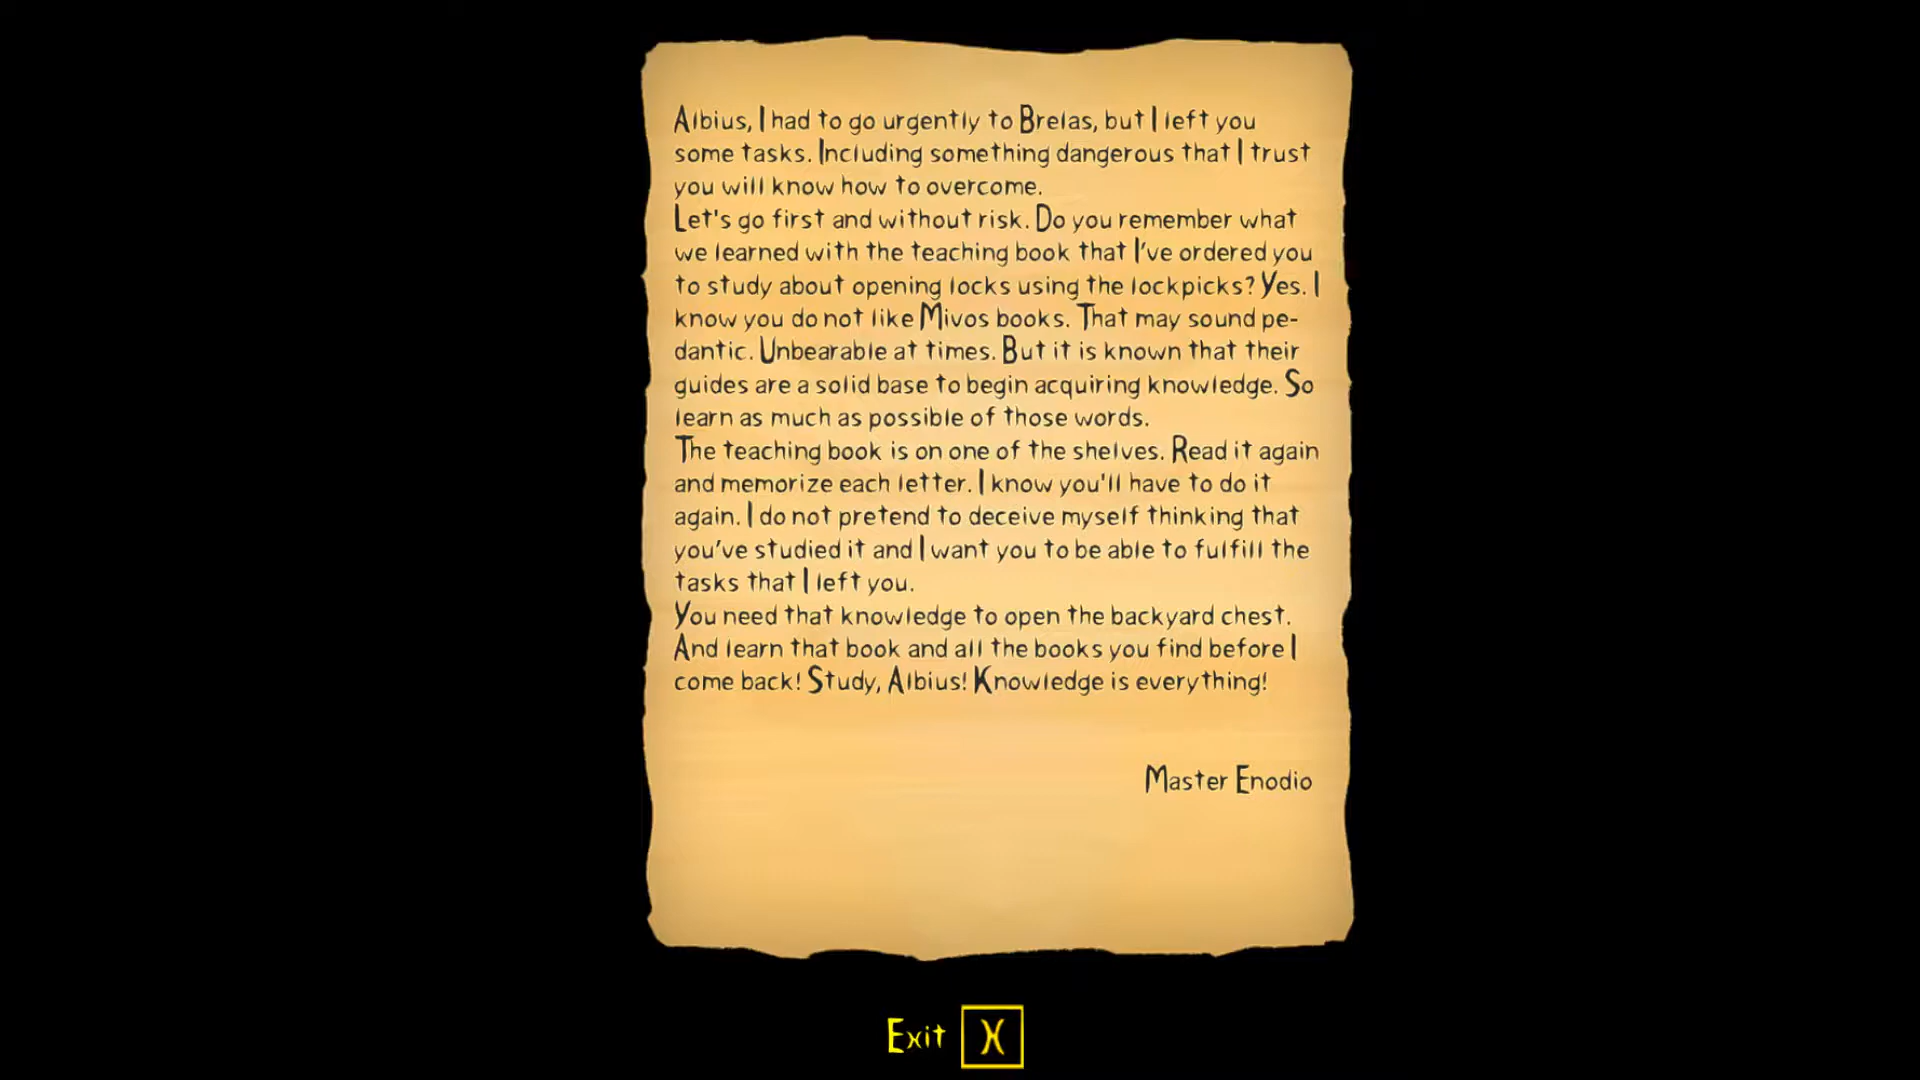 Albius, I had to go urgently to Brelas, but I left you
some tasks. Including something dangerous that I trust
you will know how to overcome.
Let's go first and without risk. Do you remember what
we learned with the teaching book that I've ordered you
to study about opening locks using the lockpicks? Yes. I
know you do not like Mivos books. That may sound pe-
dantic. Unbearable at times. But it is known that their
guides are a solid base to begin acquiring knowledge. So
learn as much as possible of those words.
The teaching book is on one of the shelves. Read it again
and memorize each letter. I know you'll have to do it
again. I do not pretend to deceive myself thinking that
you've studied it and I want you to be able to fulfill the
tasks that I left you.
You need that knowledge to open the backyard chest.
And learn that book and all the books you find before I
come back! Study, Albius! Knowledge is everything!
Master Enodio
Exit X